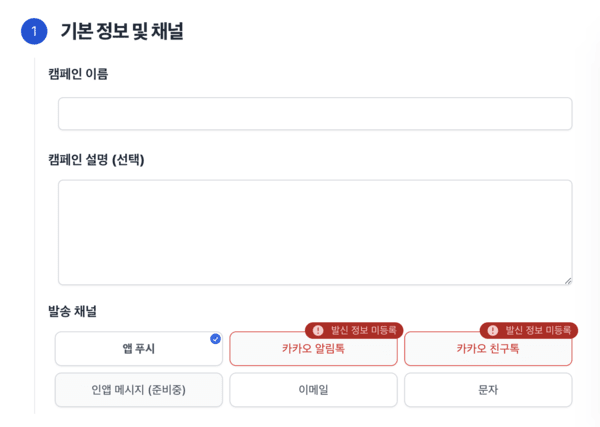 1 기본 정보 및 채널
캠페인 이름
캠페인 설명 (선택)
발송 채널
앱 푸시
발신 정보 미등록
카카오 알림톡
발신 정보 미등록
카카오 친구톡
인앱 메시지 (준비중)
이메일
문자